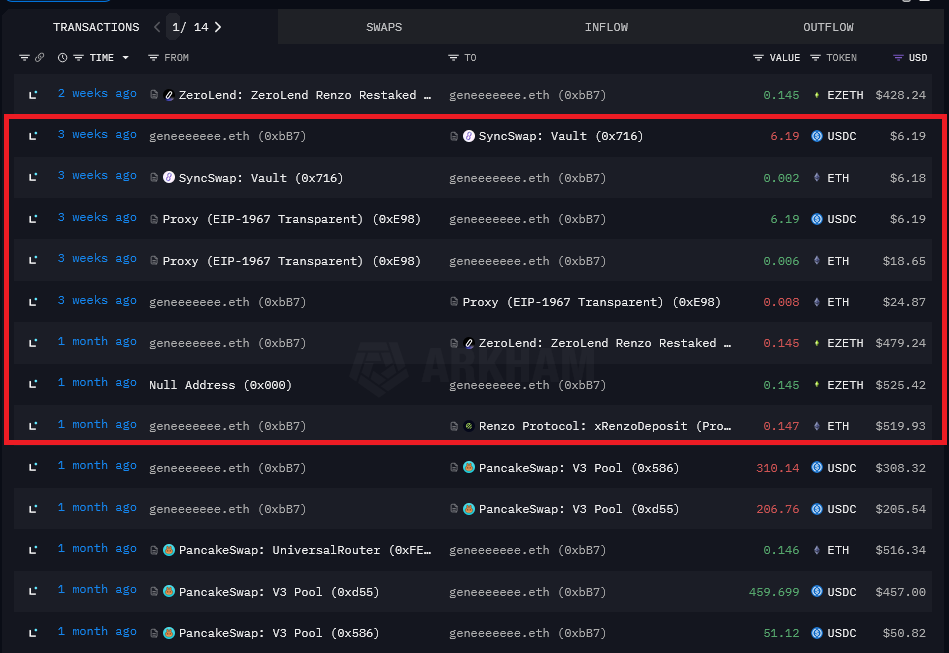 TRANSACTIONS 1 / 14 SWAPS INFLOW OUTFLOW
TIME FROM TO VALUE TOKEN USD
2 weeks ago ZeroLend: ZeroLend Renzo Restaked … geneeeeeee.eth (0xbB7) 0.145 EZETH $428.24
3 weeks ago geneeeeeee.eth (0xbB7) SyncSwap: Vault (0x716) 6.19 USDC $6.19
3 weeks ago SyncSwap: Vault (0x716) geneeeeeee.eth (0xbB7) 0.002 ETH $6.18
3 weeks ago Proxy (EIP-1967 Transparent) (0xE98) geneeeeeee.eth (0xbB7) 6.19 USDC $6.19
3 weeks ago Proxy (EIP-1967 Transparent) (0xE98) geneeeeeee.eth (0xbB7) 0.006 ETH $18.65
3 weeks ago geneeeeeee.eth (0xbB7) Proxy (EIP-1967 Transparent) (0xE98) 0.008 ETH $24.87
1 month ago geneeeeeee.eth (0xbB7) ZeroLend: ZeroLend Renzo Restaked … 0.145 EZETH $479.24
ARKHAM
1 month ago Null Address (0x000) geneeeeeee.eth (0xbB7) 0.145 EZETH $525.42
1 month ago geneeeeeee.eth (0xbB7) Renzo Protocol: xRenzoDeposit (Pro… 0.147 ETH $519.93
1 month ago geneeeeeee.eth (0xbB7) PancakeSwap: V3 Pool (0x586) 310.14 USDC $308.32
1 month ago geneeeeeee.eth (0xbB7) PancakeSwap: V3 Pool (0xd55) 206.76 USDC $205.54
1 month ago PancakeSwap: UniversalRouter (0xFE… geneeeeeee.eth (0xbB7) 0.146 ETH $516.34
1 month ago PancakeSwap: V3 Pool (0xd55) geneeeeeee.eth (0xbB7) 459.699 USDC $457.00
1 month ago PancakeSwap: V3 Pool (0x586) geneeeeeee.eth (0xbB7) 51.12 USDC $50.82